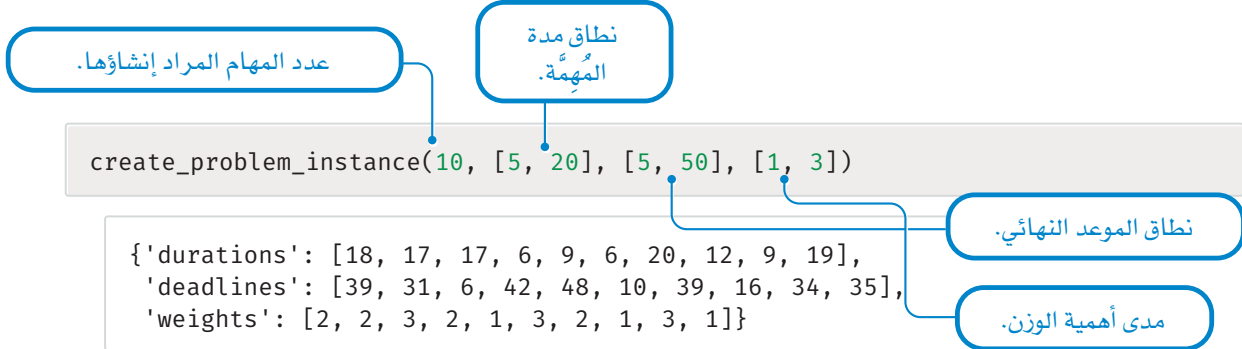 نطاق مدة
المُهِمَّة.
عدد المهام المراد إنشاؤها.
create_problem_instance(10, [5, 20], [5, 50], [1, 3])
نطاق الموعد النهائي.
{'durations': [18, 17, 17, 6, 9, 6, 20, 12, 9, 19],
'deadlines': [39, 31, 6, 42, 48, 10, 39, 16, 34, 35],
'weights': [2, 2, 3, 2, 1, 3, 2, 1, 3, 1]}
مدى أهمية الوزن.